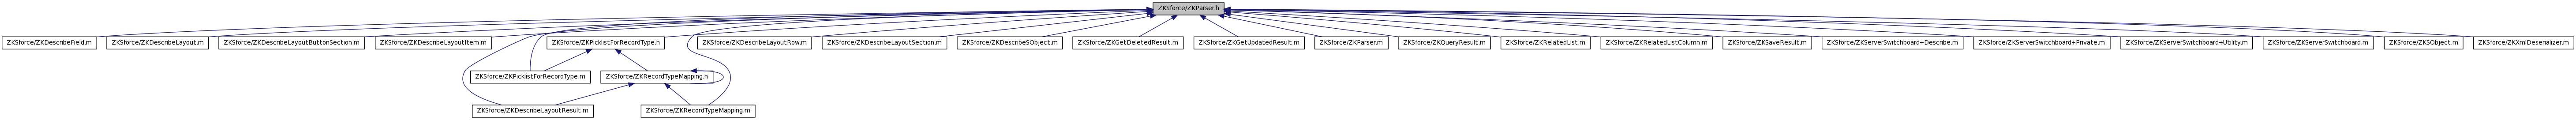 ZKSforce/ZKParser.h
ZKSforce/ZKDescribeField.m
ZKSforce/ZKDescribeLayout.m
ZKSforce/ZKDescribeLayoutButtonSection.m
ZKSforce/ZKDescribeLayoutItem.m
ZKSforce/ZKPicklistForRecordType.h
ZKSforce/ZKDescribeLayoutRow.m
ZKSforce/ZKDescribeLayoutSection.m
ZKSforce/ZKDescribeSObject.m
ZKSforce/ZKGetDeletedResult.m
ZKSforce/ZKGetUpdatedResult.m
ZKSforce/ZKParser.m
ZKSforce/ZKQueryResult.m
ZKSforce/ZKRelatedList.m
ZKSforce/ZKRelatedListColumn.m
ZKSforce/ZKSaveResult.m
ZKSforce/ZKServerSwitchboard+Describe.m
ZKSforce/ZKServerSwitchboard+Private.m
ZKSforce/ZKServerSwitchboard+Utility.m
ZKSforce/ZKServerSwitchboard.m
ZKSforce/ZKSObject.m
ZKSforce/ZKXmlDeserializer.m
ZKSforce/ZKPicklistForRecordType.m
ZKSforce/ZKRecordTypeMapping.h
ZKSforce/ZKDescribeLayoutResult.m
ZKSforce/ZKRecordTypeMapping.m